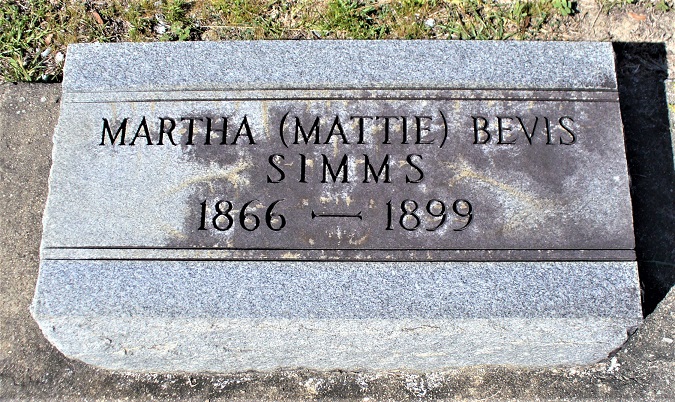 MARTHA (MATTIE) BEVIS
SIMMS
1866 — 1899